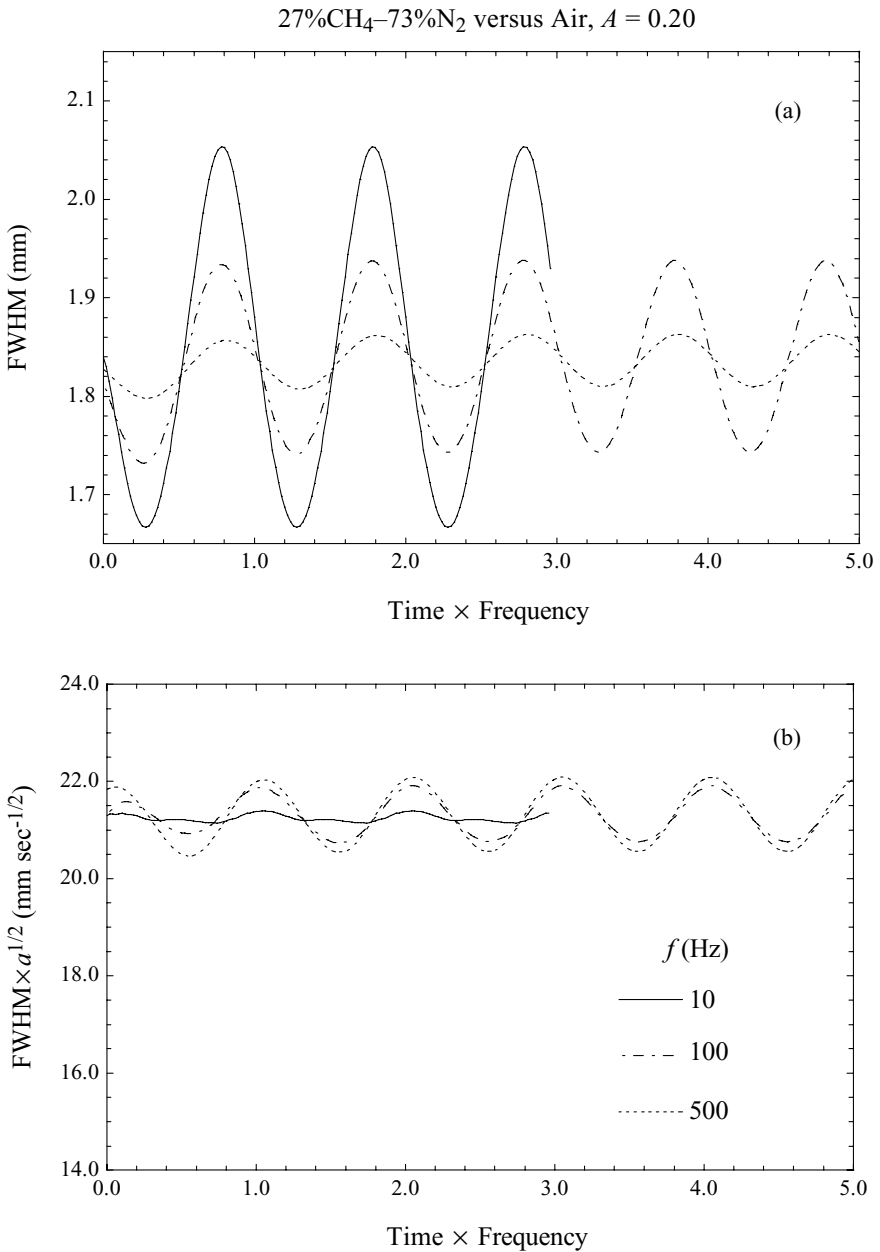 27%CH4–73%N2 versus Air, A = 0.20
(a)
FWHM (mm)
2.1
2.0
1.9
1.8
1.7
0.0 1.0 2.0 3.0 4.0 5.0
Time × Frequency
(b)
FWHM×a^1/2 (mm sec^-1/2)
24.0
22.0
20.0
18.0
16.0
14.0
f (Hz)
10
100
500
0.0 1.0 2.0 3.0 4.0 5.0
Time × Frequency